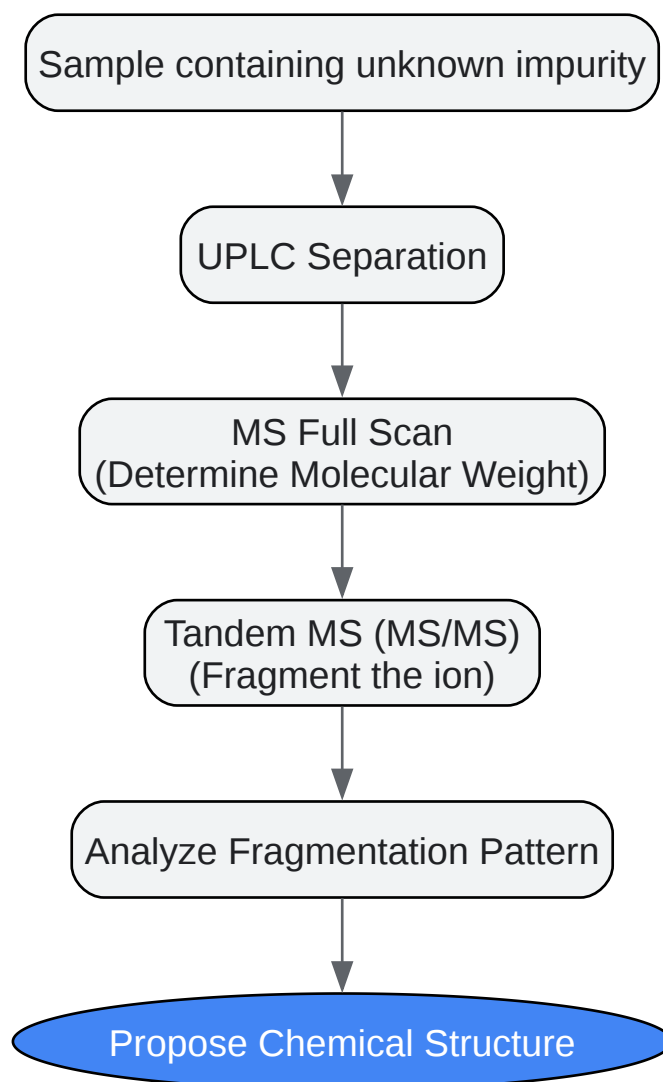 Sample containing unknown impurity
UPLC Separation
MS Full Scan
(Determine Molecular Weight)
Tandem MS (MS/MS)
(Fragment the ion)
Analyze Fragmentation Pattern
Propose Chemical Structure